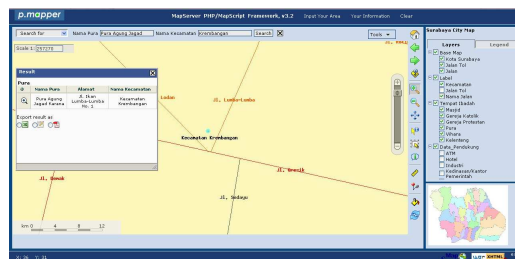 p.mapper
MapServer PHP/MapScript Framework, v3.2 Input Your Area Your Information Clear
Search for Nama Pura Pura Agung Jagad Nama Kecamatan Krembangan Search
Tools
Scale 1: 257270
Surabaya City Map
Layers Legend
Base Map
Kota Surabaya
Jalan Tol
Jalan
Label
Kecamatan
Jalan Tol
Nama Jalan
Tempat Ibadah
Masjid
Gereja Katolik
Gereja Protestan
Pura
Vihara
Kelenteng
Data_Pendukung
ATM
Hotel
Industri
Kedinasan/Kantor
Pemerintah
Result
Pura
Nama Pura Alamat Nama Kecamatan
Pura Agung Jagad Karana
Jl. Ikan Lumba-Lumba No. 1
Kecamatan Krembangan
Export result as
Jl. Lumba-Lumba
Kecamatan Krembangan
Jl. Demak
Jl. Gresik
Jl. Sedayu
km 0 4 8 12
X: 26 Y: 21
XHTML